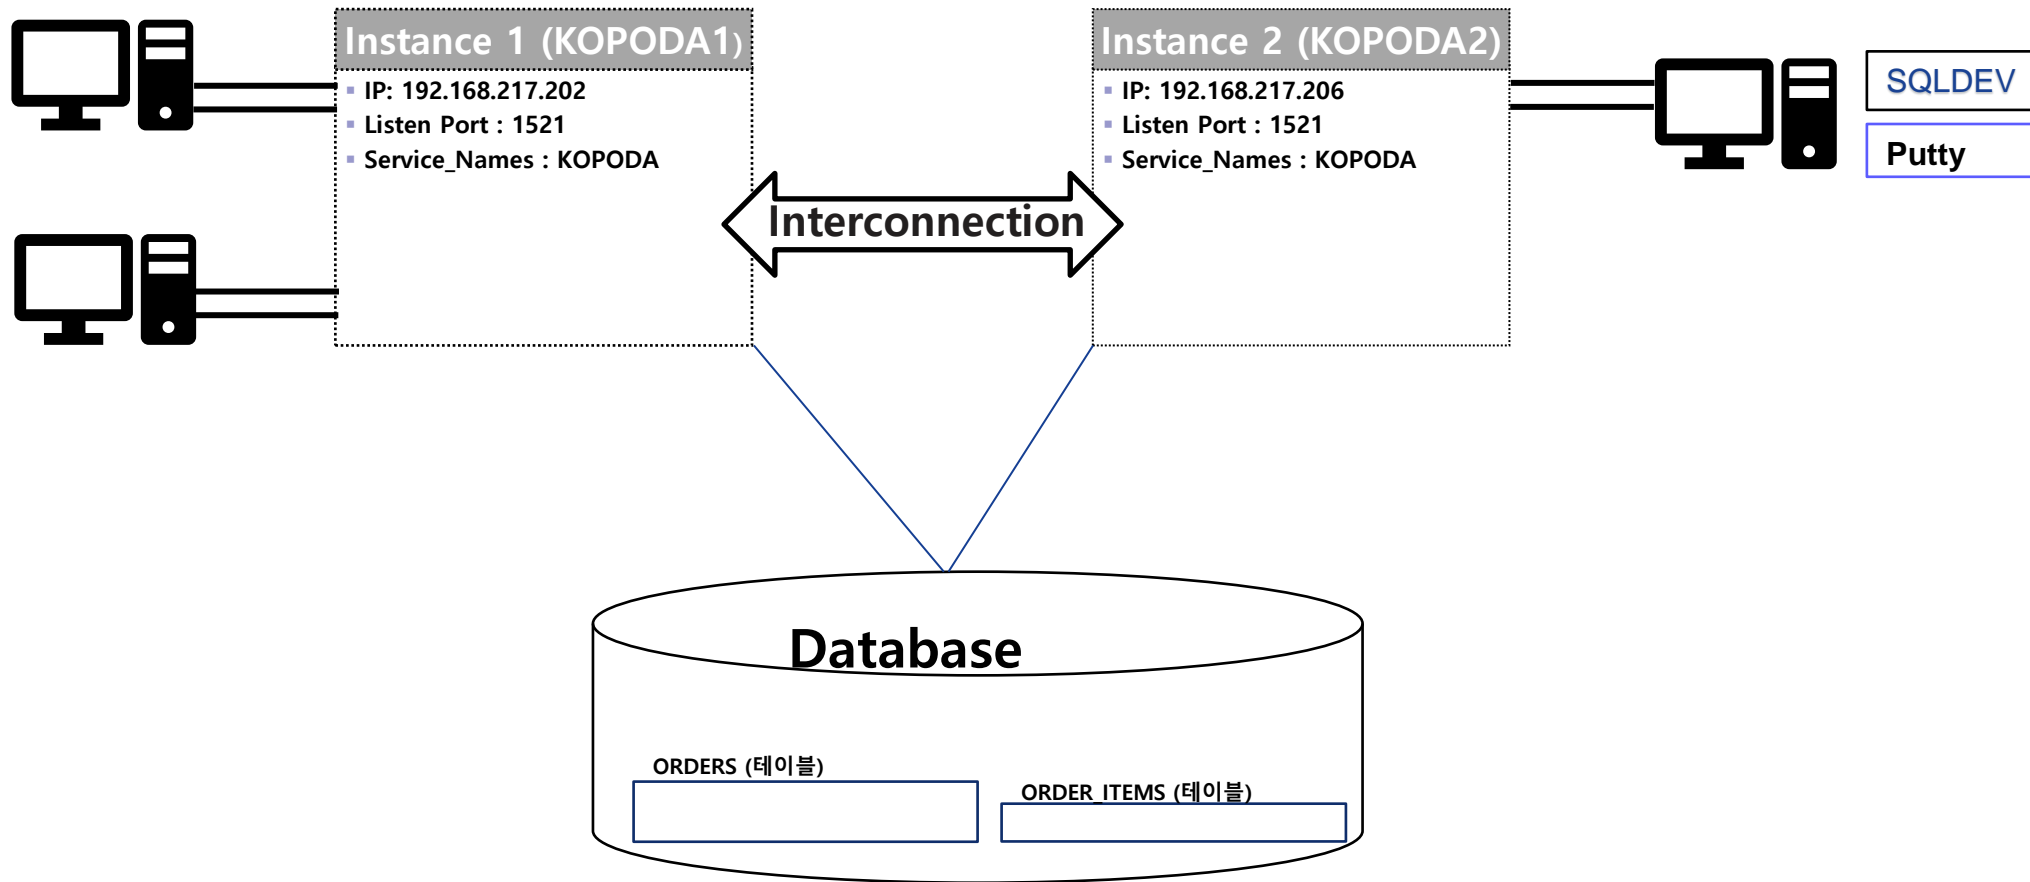 Instance 1 (KOPODA1)
IP: 192.168.217.202
Listen Port : 1521
Service_Names : KOPODA
Instance 2 (KOPODA2)
IP: 192.168.217.206
Listen Port : 1521
Service_Names : KOPODA
SQLDEV
Putty
Interconnection
Database
ORDERS (테이블)
ORDER_ITEMS (테이블)